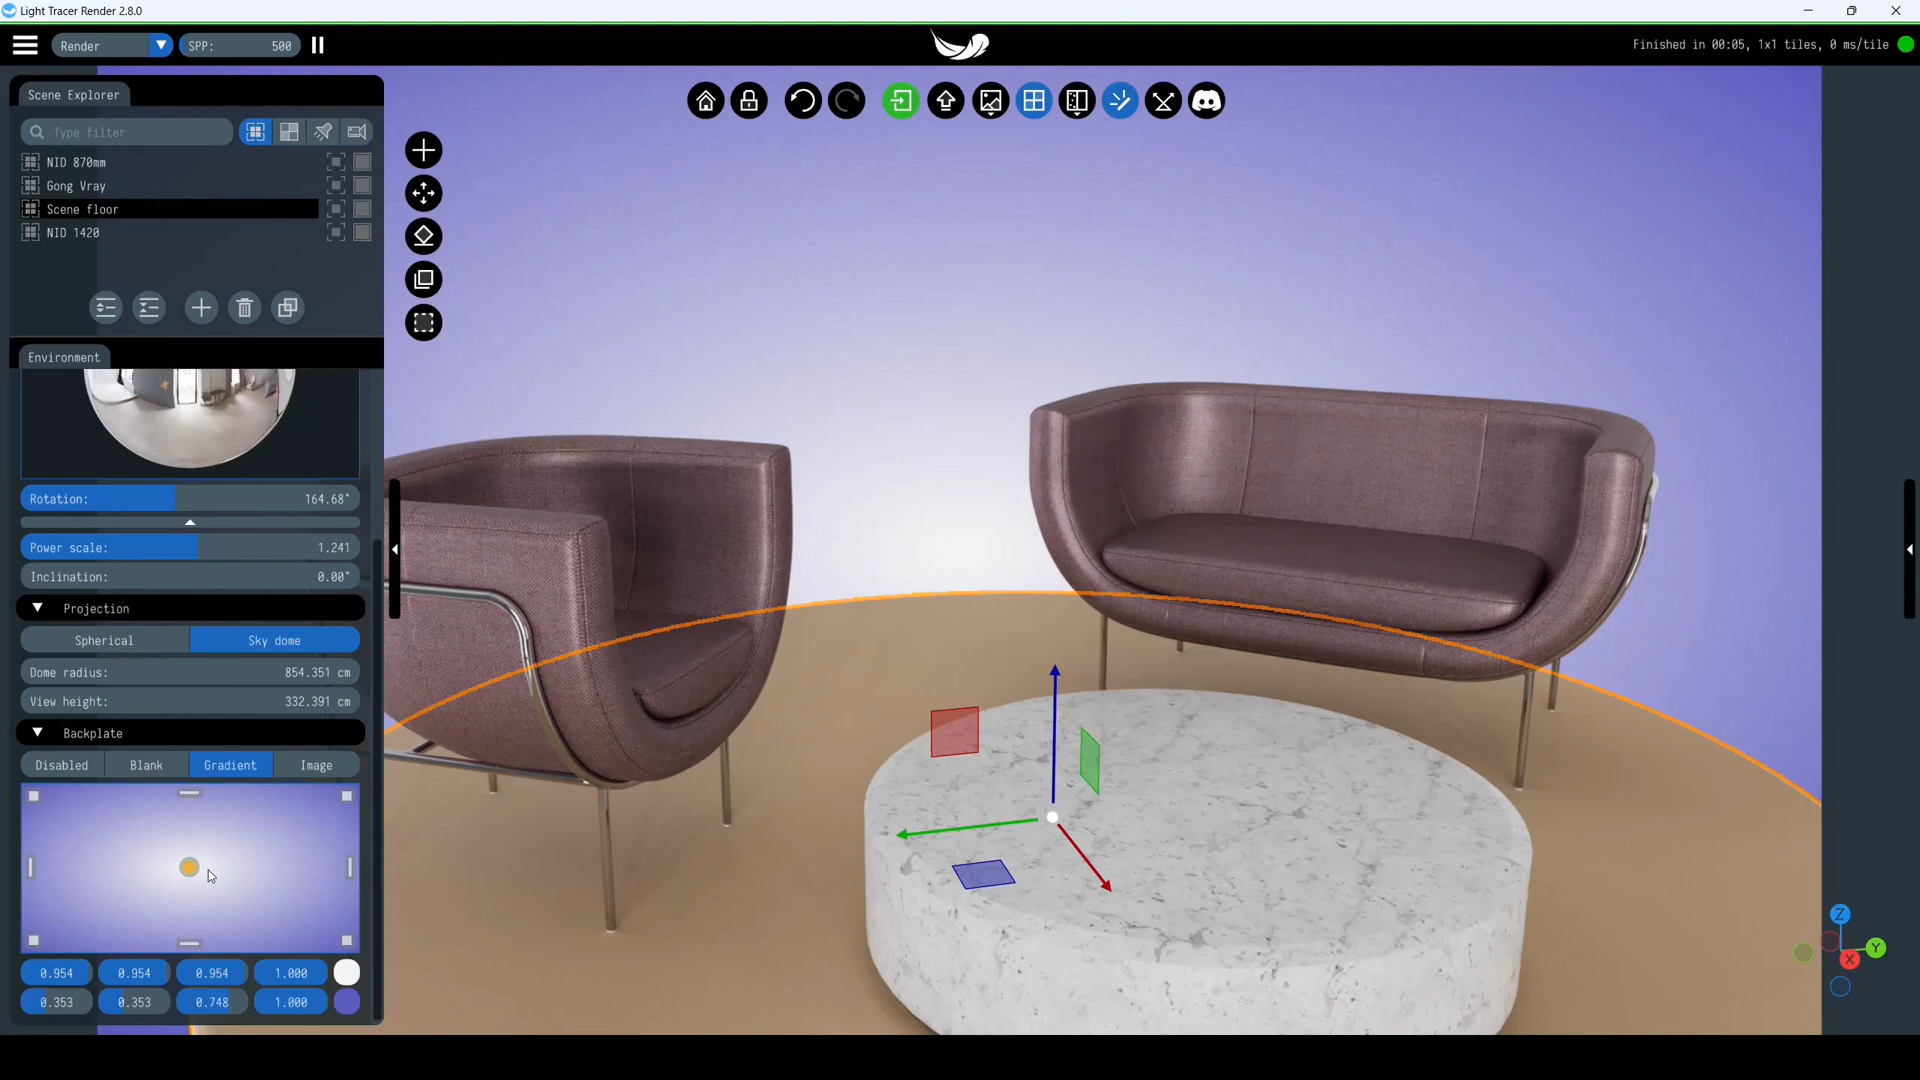 Light Tracer Render 2.8.0
Render
SPP: 500
Finished in 00:05, 1x1 tiles, 0 ms/tile
Scene Explorer
Type filter
NID 870mm
Gong Vray
Scene floor
NID 1420
Environment
Rotation: 164.68°
Power scale: 1.241
Inclination: 0.00°
Projection
Spherical Sky dome
Dome radius: 854.351 cm
View height: 332.391 cm
Backplate
Disabled Blank Gradient Image
0.954 0.954 0.954 1.000
0.353 0.353 0.748 1.000
Z
Y
X